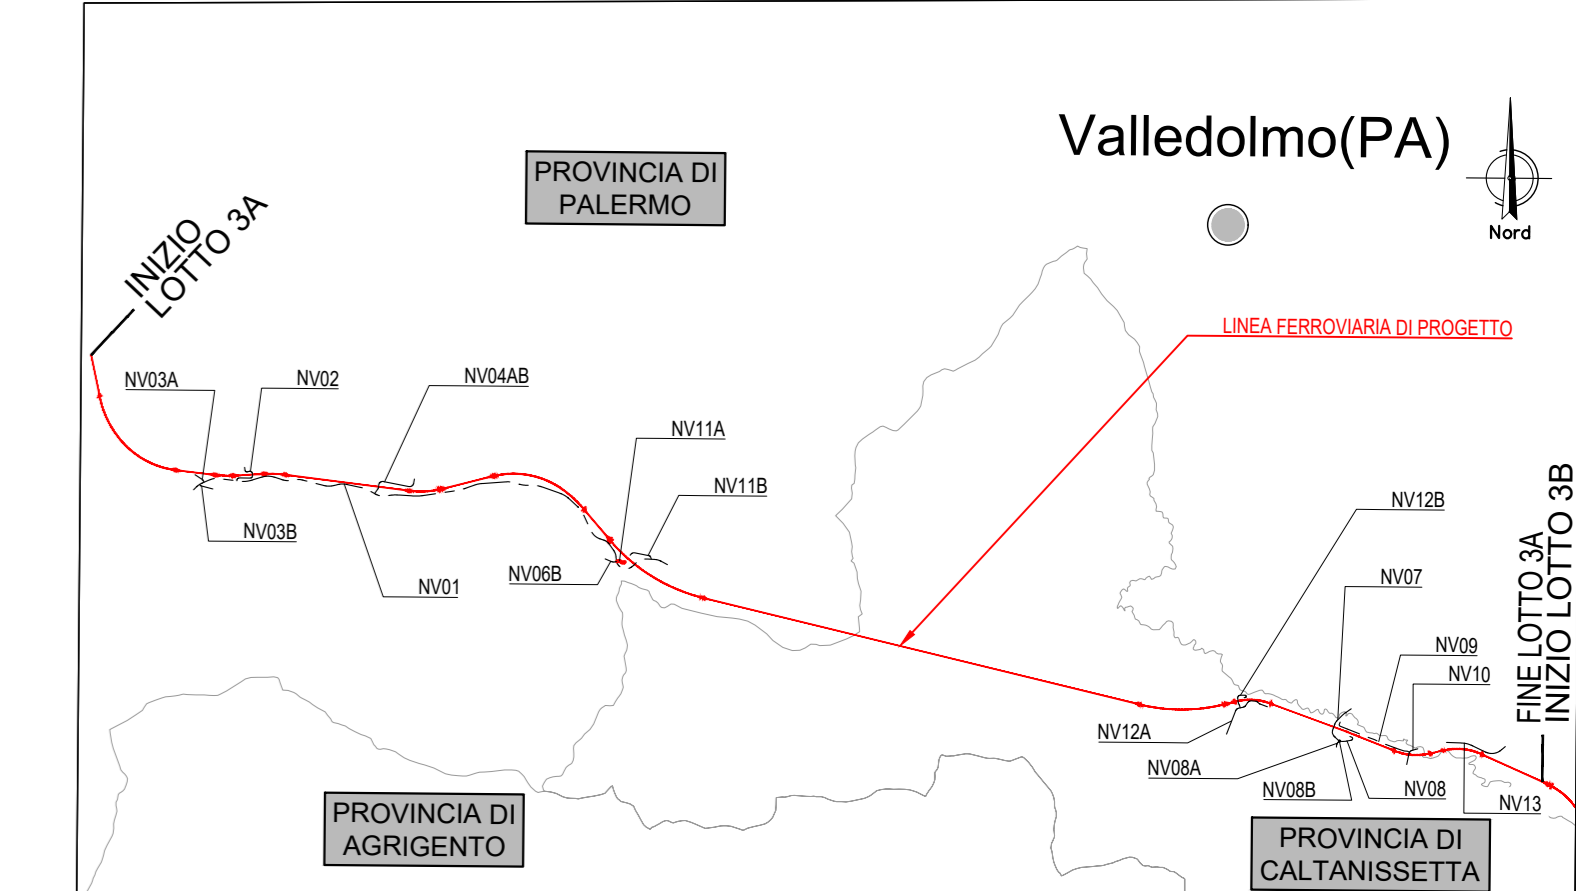 Valledolmo(PA)
Nord
PROVINCIA DI
PALERMO
INIZIO
LOTTO 3A
LINEA FERROVIARIA DI PROGETTO
NV03A
NV02
NV04AB
NV11A
NV11B
NV03B
NV01
NV06B
NV12B
NV07
NV09
NV10
NV12A
NV08A
NV08B
NV08
NV13
FINE LOTTO 3A
INIZIO LOTTO 3B
PROVINCIA DI
AGRIGENTO
PROVINCIA DI
CALTANISSETTA